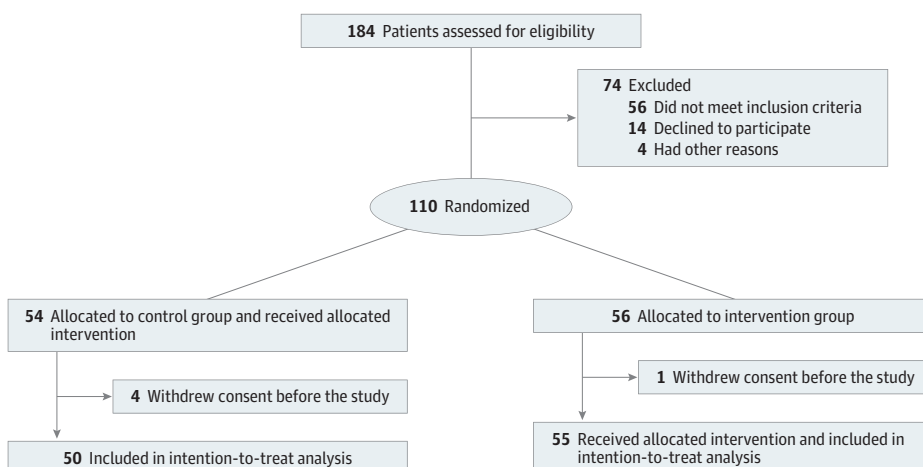 184 Patients assessed for eligibility
74 Excluded
56 Did not meet inclusion criteria
14 Declined to participate
4 Had other reasons
110 Randomized
54 Allocated to control group and received allocated
intervention
56 Allocated to intervention group
4 Withdrew consent before the study
1 Withdrew consent before the study
50 Included in intention-to-treat analysis
55 Received allocated intervention and included in
intention-to-treat analysis